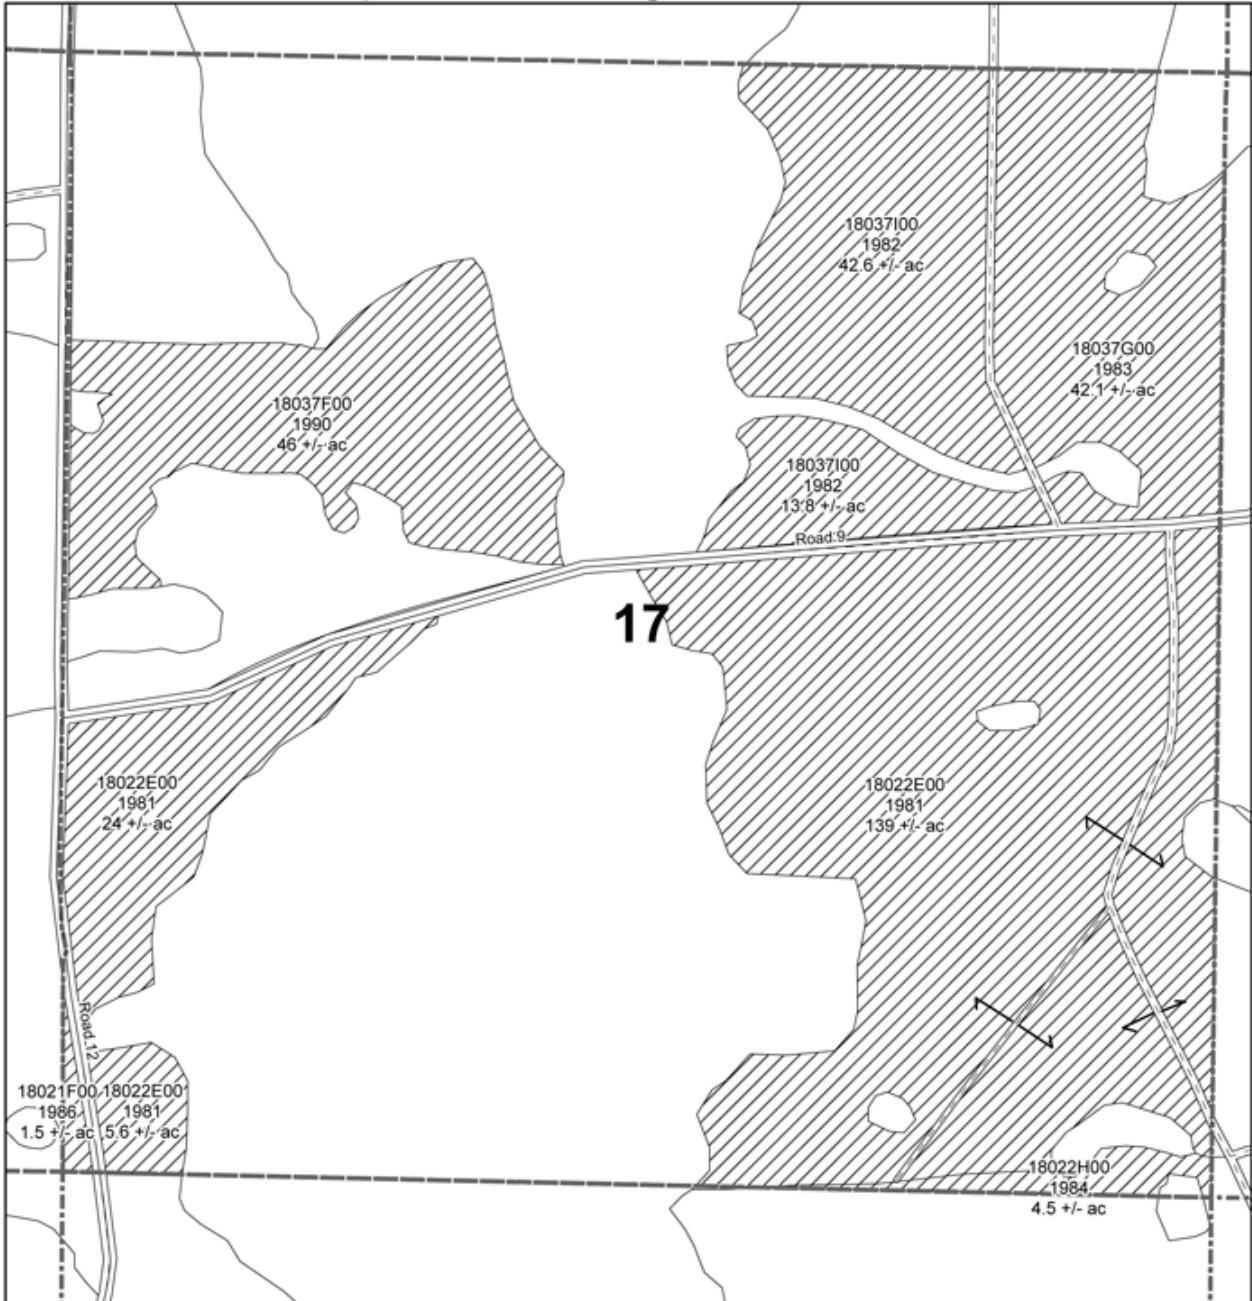 18037I00
1982
42.6 +/- ac
18037G00
1983
42.1 +/- ac
18037F00
1990
46 +/- ac
18037I00
1982
13.8 +/- ac
Road 9
17
18022E00
1981
24 +/- ac
18022E00
1981
139 +/- ac
Road 12
18021F00
1986
1.5 +/- ac
18022E00
1981
5.6 +/- ac
18022H00
1984
4.5 +/- ac